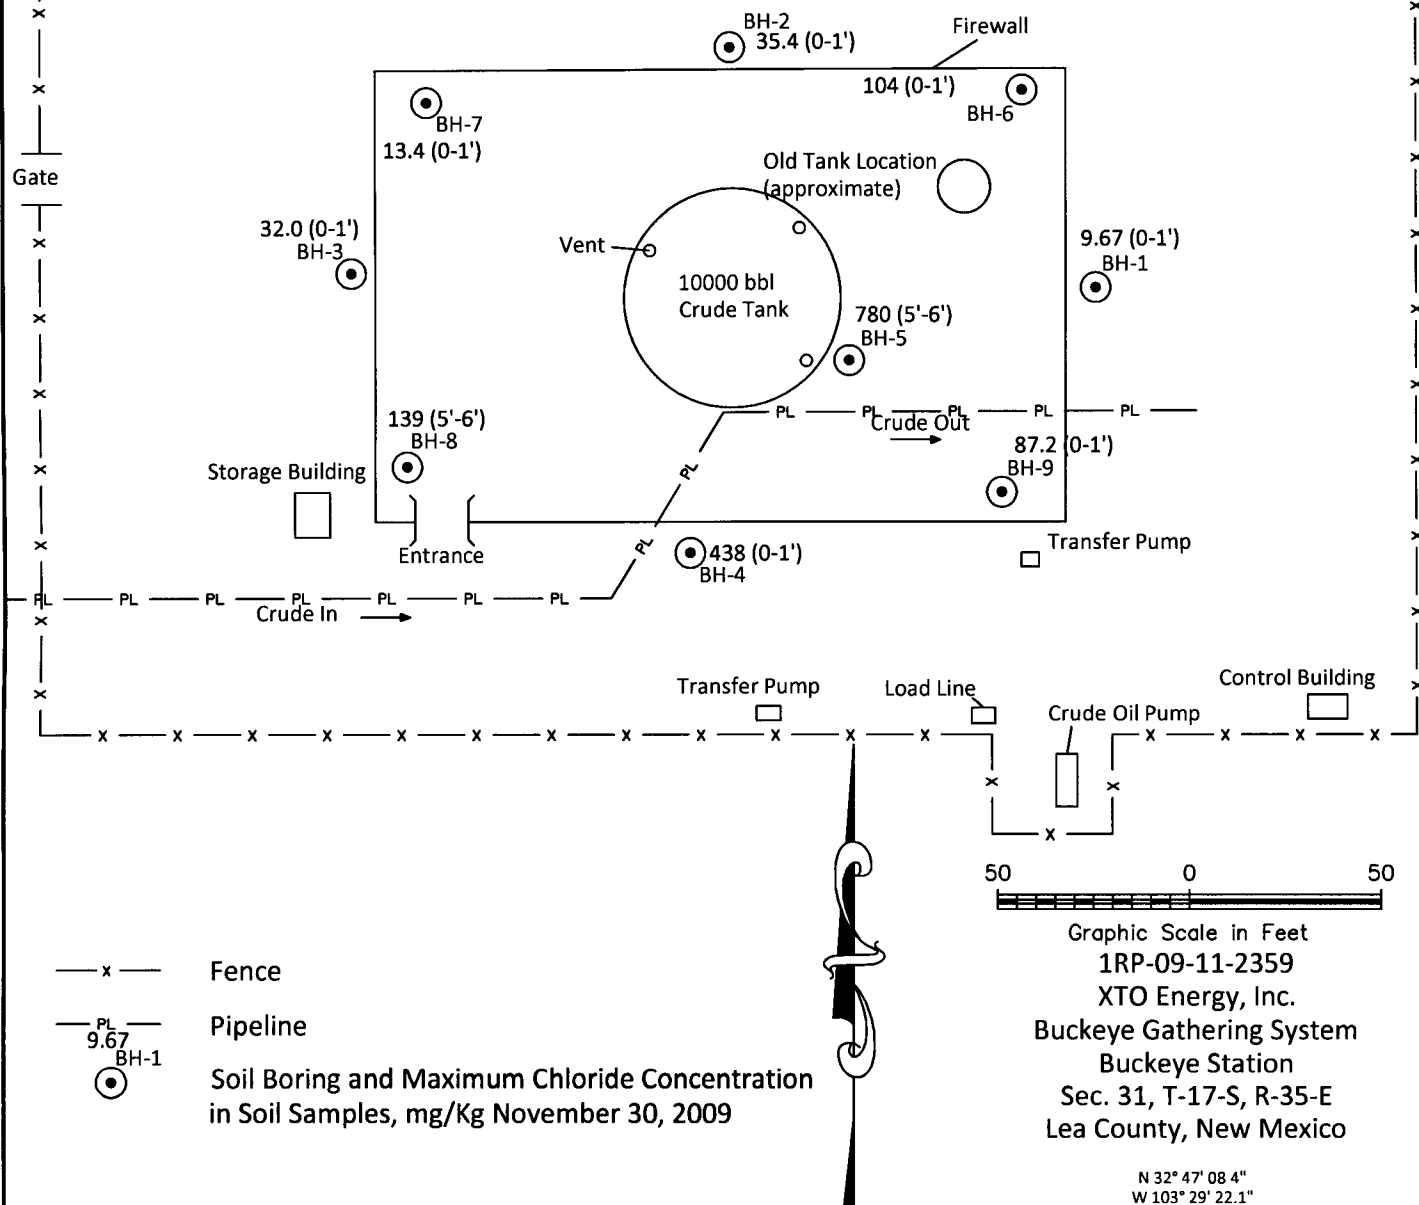 BH-2
35.4 (0-1')
Firewall
104 (0-1')
BH-6
BH-7
13.4 (0-1')
Gate
Old Tank Location
(approximate)
32.0 (0-1')
BH-3
Vent
9.67 (0-1')
BH-1
10000 bbl
Crude Tank
780 (5'-6')
BH-5
PL PL PL PL PL
Crude Out
139 (5'-6')
BH-8
87.2 (0-1')
BH-9
Storage Building
PL
PL
Entrance
438 (0-1')
BH-4
Transfer Pump
PL PL PL PL PL PL PL
Crude In
Transfer Pump
Load Line
Control Building
Crude Oil Pump
50 0 50
Graphic Scale in Feet
1RP-09-11-2359
XTO Energy, Inc.
Buckeye Gathering System
Buckeye Station
Sec. 31, T-17-S, R-35-E
Lea County, New Mexico
N 32° 47' 08 4"
W 103° 29' 22.1"
x Fence
PL Pipeline
9.67
BH-1
Soil Boring and Maximum Chloride Concentration
in Soil Samples, mg/Kg November 30, 2009